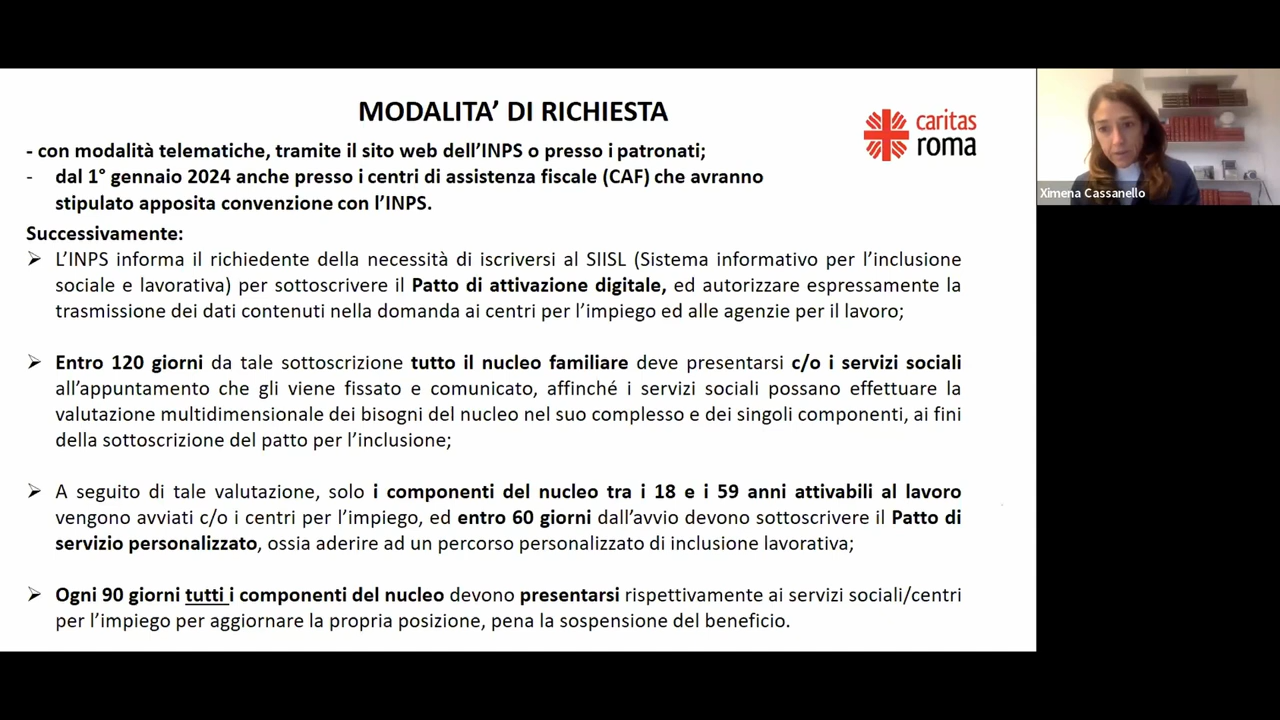 MODALITA’ DI RICHIESTA
caritas
roma
- con modalità telematiche, tramite il sito web dell’INPS o presso i patronati;
- dal 1° gennaio 2024 anche presso i centri di assistenza fiscale (CAF) che avranno
stipulato apposita convenzione con l’INPS.
Successivamente:
➢ L’INPS informa il richiedente della necessità di iscriversi al SIISL (Sistema informativo per l’inclusione
sociale e lavorativa) per sottoscrivere il Patto di attivazione digitale, ed autorizzare espressamente la
trasmissione dei dati contenuti nella domanda ai centri per l’impiego ed alle agenzie per il lavoro;
➢ Entro 120 giorni da tale sottoscrizione tutto il nucleo familiare deve presentarsi c/o i servizi sociali
all’appuntamento che gli viene fissato e comunicato, affinché i servizi sociali possano effettuare la
valutazione multidimensionale dei bisogni del nucleo nel suo complesso e dei singoli componenti, ai fini
della sottoscrizione del patto per l’inclusione;
➢ A seguito di tale valutazione, solo i componenti del nucleo tra i 18 e i 59 anni attivabili al lavoro
vengono avviati c/o i centri per l’impiego, ed entro 60 giorni dall’avvio devono sottoscrivere il Patto di
servizio personalizzato, ossia aderire ad un percorso personalizzato di inclusione lavorativa;
➢ Ogni 90 giorni tutti i componenti del nucleo devono presentarsi rispettivamente ai servizi sociali/centri
per l’impiego per aggiornare la propria posizione, pena la sospensione del beneficio.
Ximena Cassanello